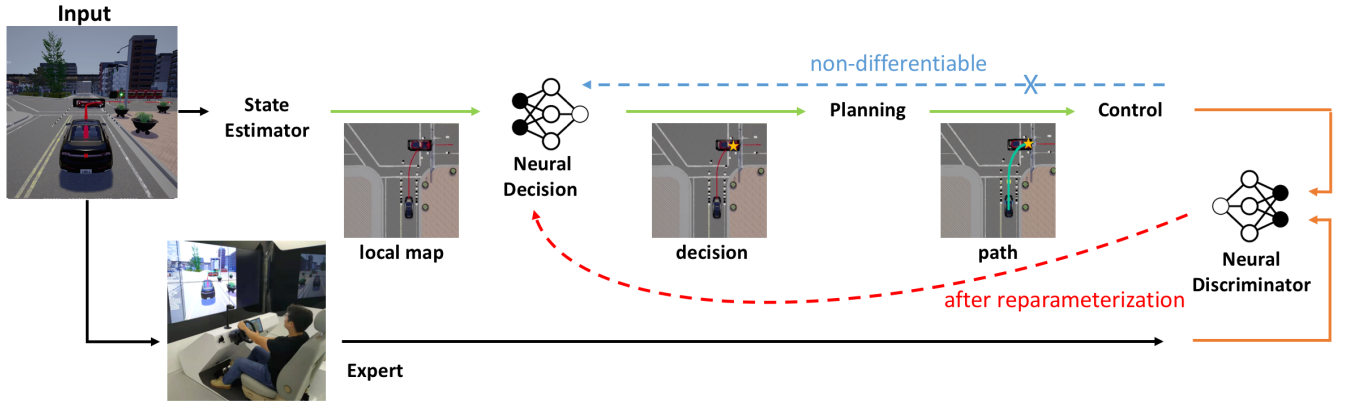 Input
non-differentiable
State
Estimator
Planning
Control
Neural
Decision
local map
decision
path
Neural
Discriminator
after reparameterization
Expert